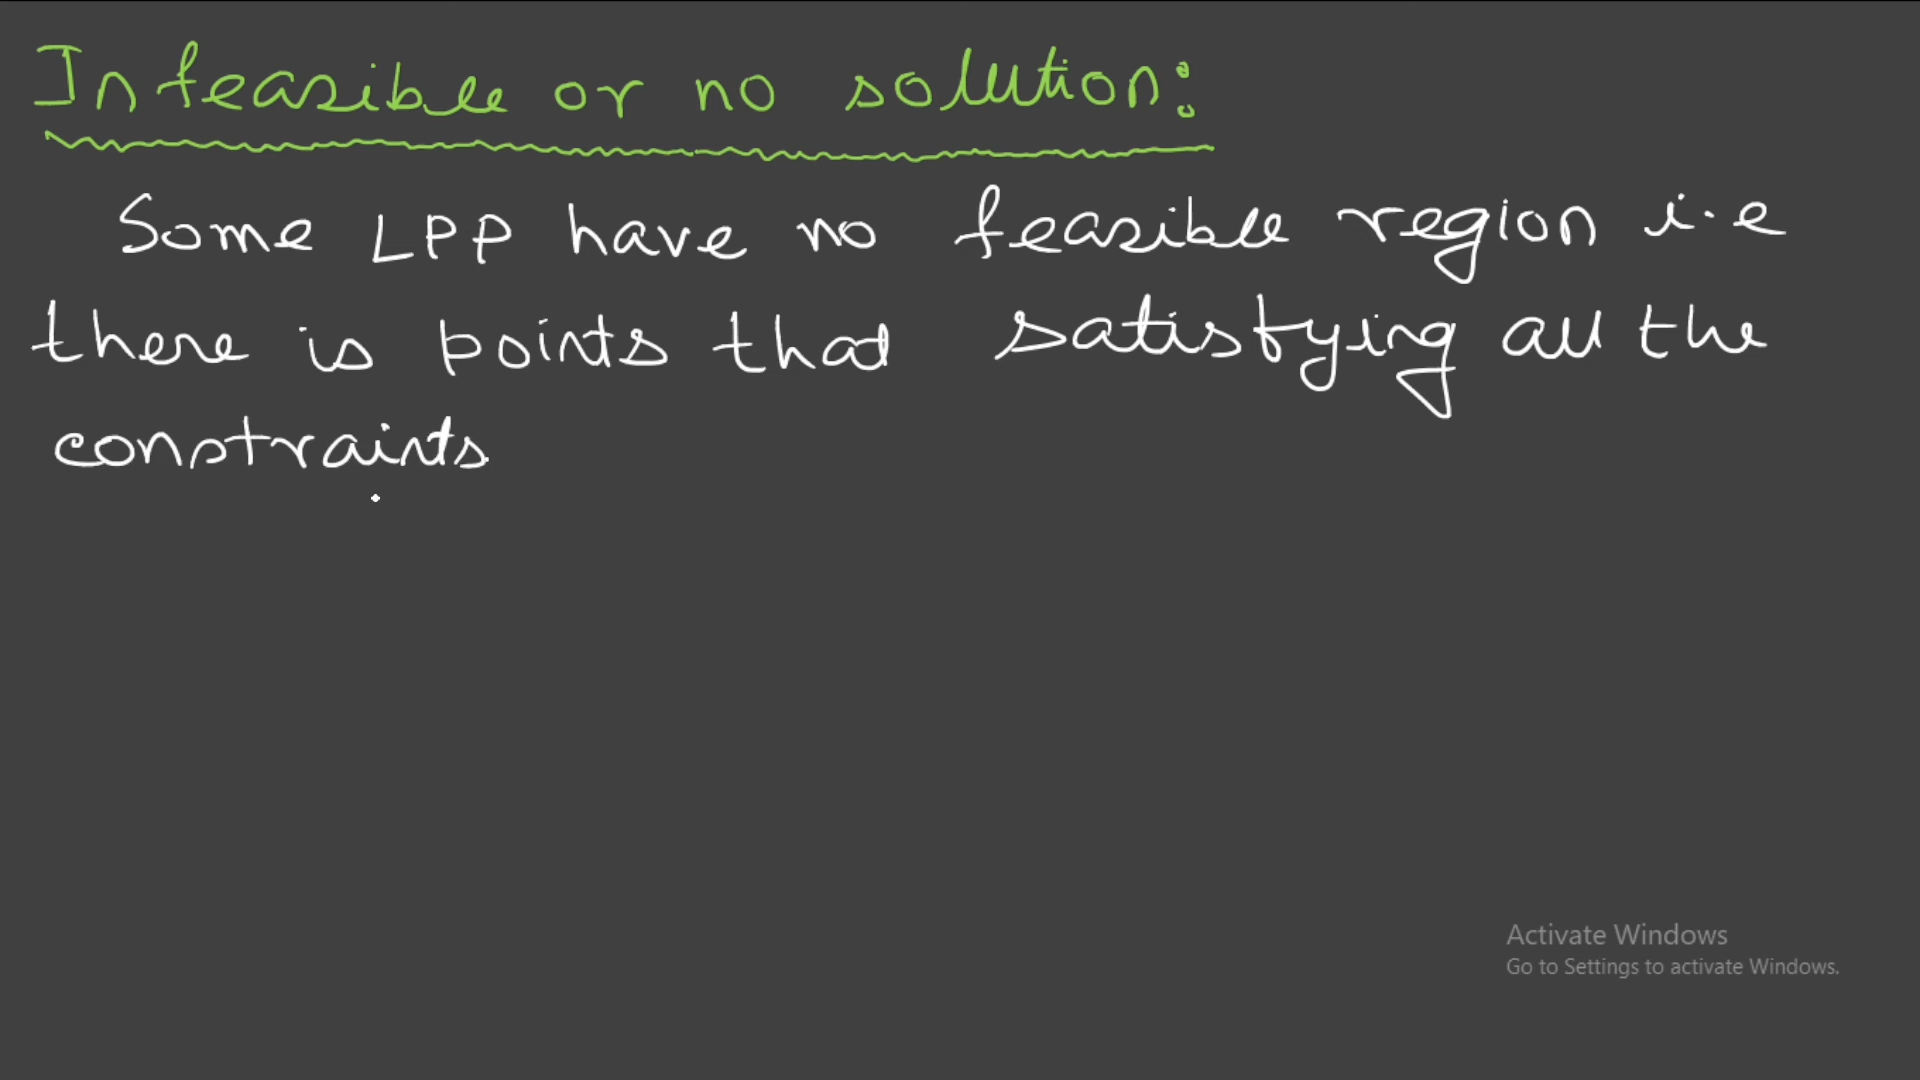 Infeasible or no solution:
Some LPP have no feasible region i.e
there is points that satisfying all the
constraints
Activate Windows
Go to Settings to activate Windows.